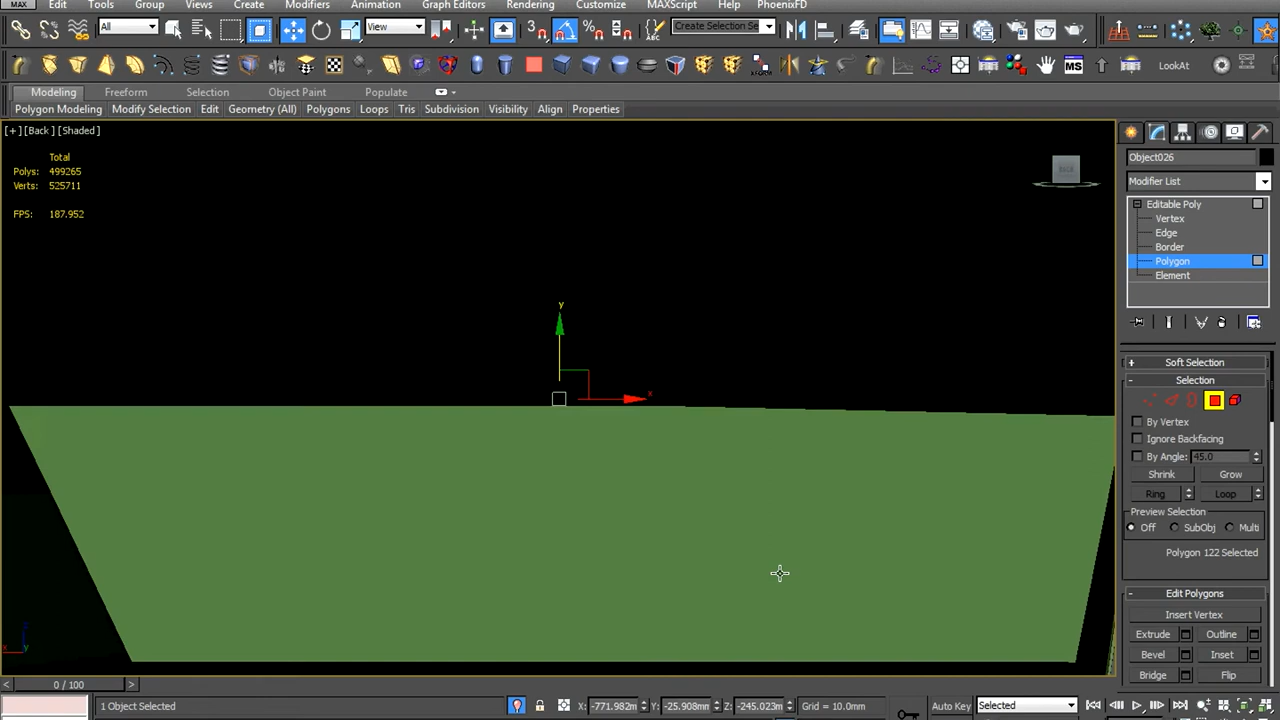 MAX Edit Tools Group Views Create Modifiers Animation Graph Editors Rendering Customize MAXScript Help PhoenixFD
All View 3 Create Selection Se
MS LookAt
Modeling Freeform Selection Object Paint Populate
Polygon Modeling Modify Selection Edit Geometry (All) Polygons Loops Tris Subdivision Visibility Align Properties
[+] [Back ] [Shaded ]
Total
Polys: 499265
Verts: 525711
FPS: 187.952
BACK
y
x
Object026
Modifier List
Editable Poly
Vertex
Edge
Border
Polygon
Element
+ Soft Selection
- Selection
By Vertex
Ignore Backfacing
By Angle: 45.0
Shrink Grow
Ring Loop
Preview Selection
Off SubObj Multi
Polygon 122 Selected
- Edit Polygons
Insert Vertex
Extrude Outline
Bevel Inset
Bridge Flip
z
x y
< 0 / 100 >
1 Object Selected X: -771.982m Y: -25.908mm Z: -245.023m Grid = 10.0mm Auto Key Selected